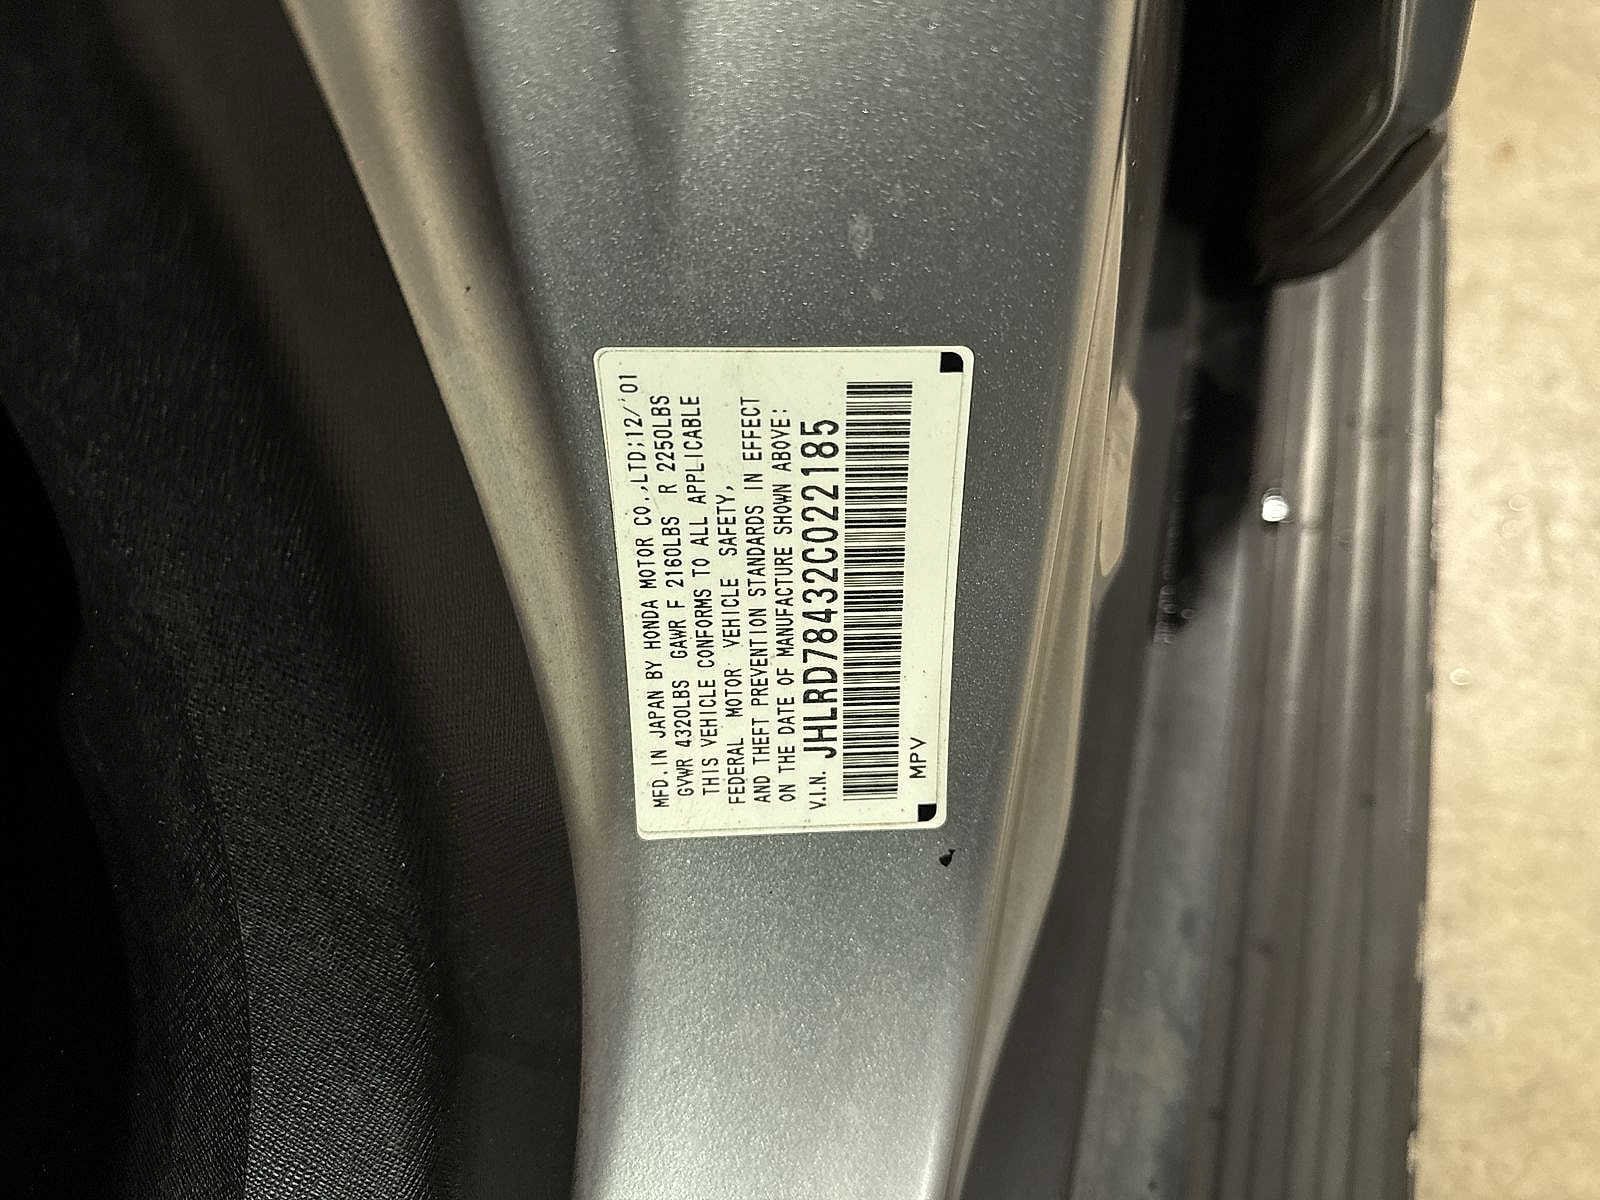 MFD.IN JAPAN BY HONDA MOTOR CO.,LTD;12/'01
GVWR 4320LBS GAWR F 2160LBS R 2250LBS
THIS VEHICLE CONFORMS TO ALL APPLICABLE
FEDERAL MOTOR VEHICLE SAFETY,
AND THEFT PREVENTION STANDARDS IN EFFECT
ON THE DATE OF MANUFACTURE SHOWN ABOVE;
V.I.N. JHLRD78432C022185
MPV